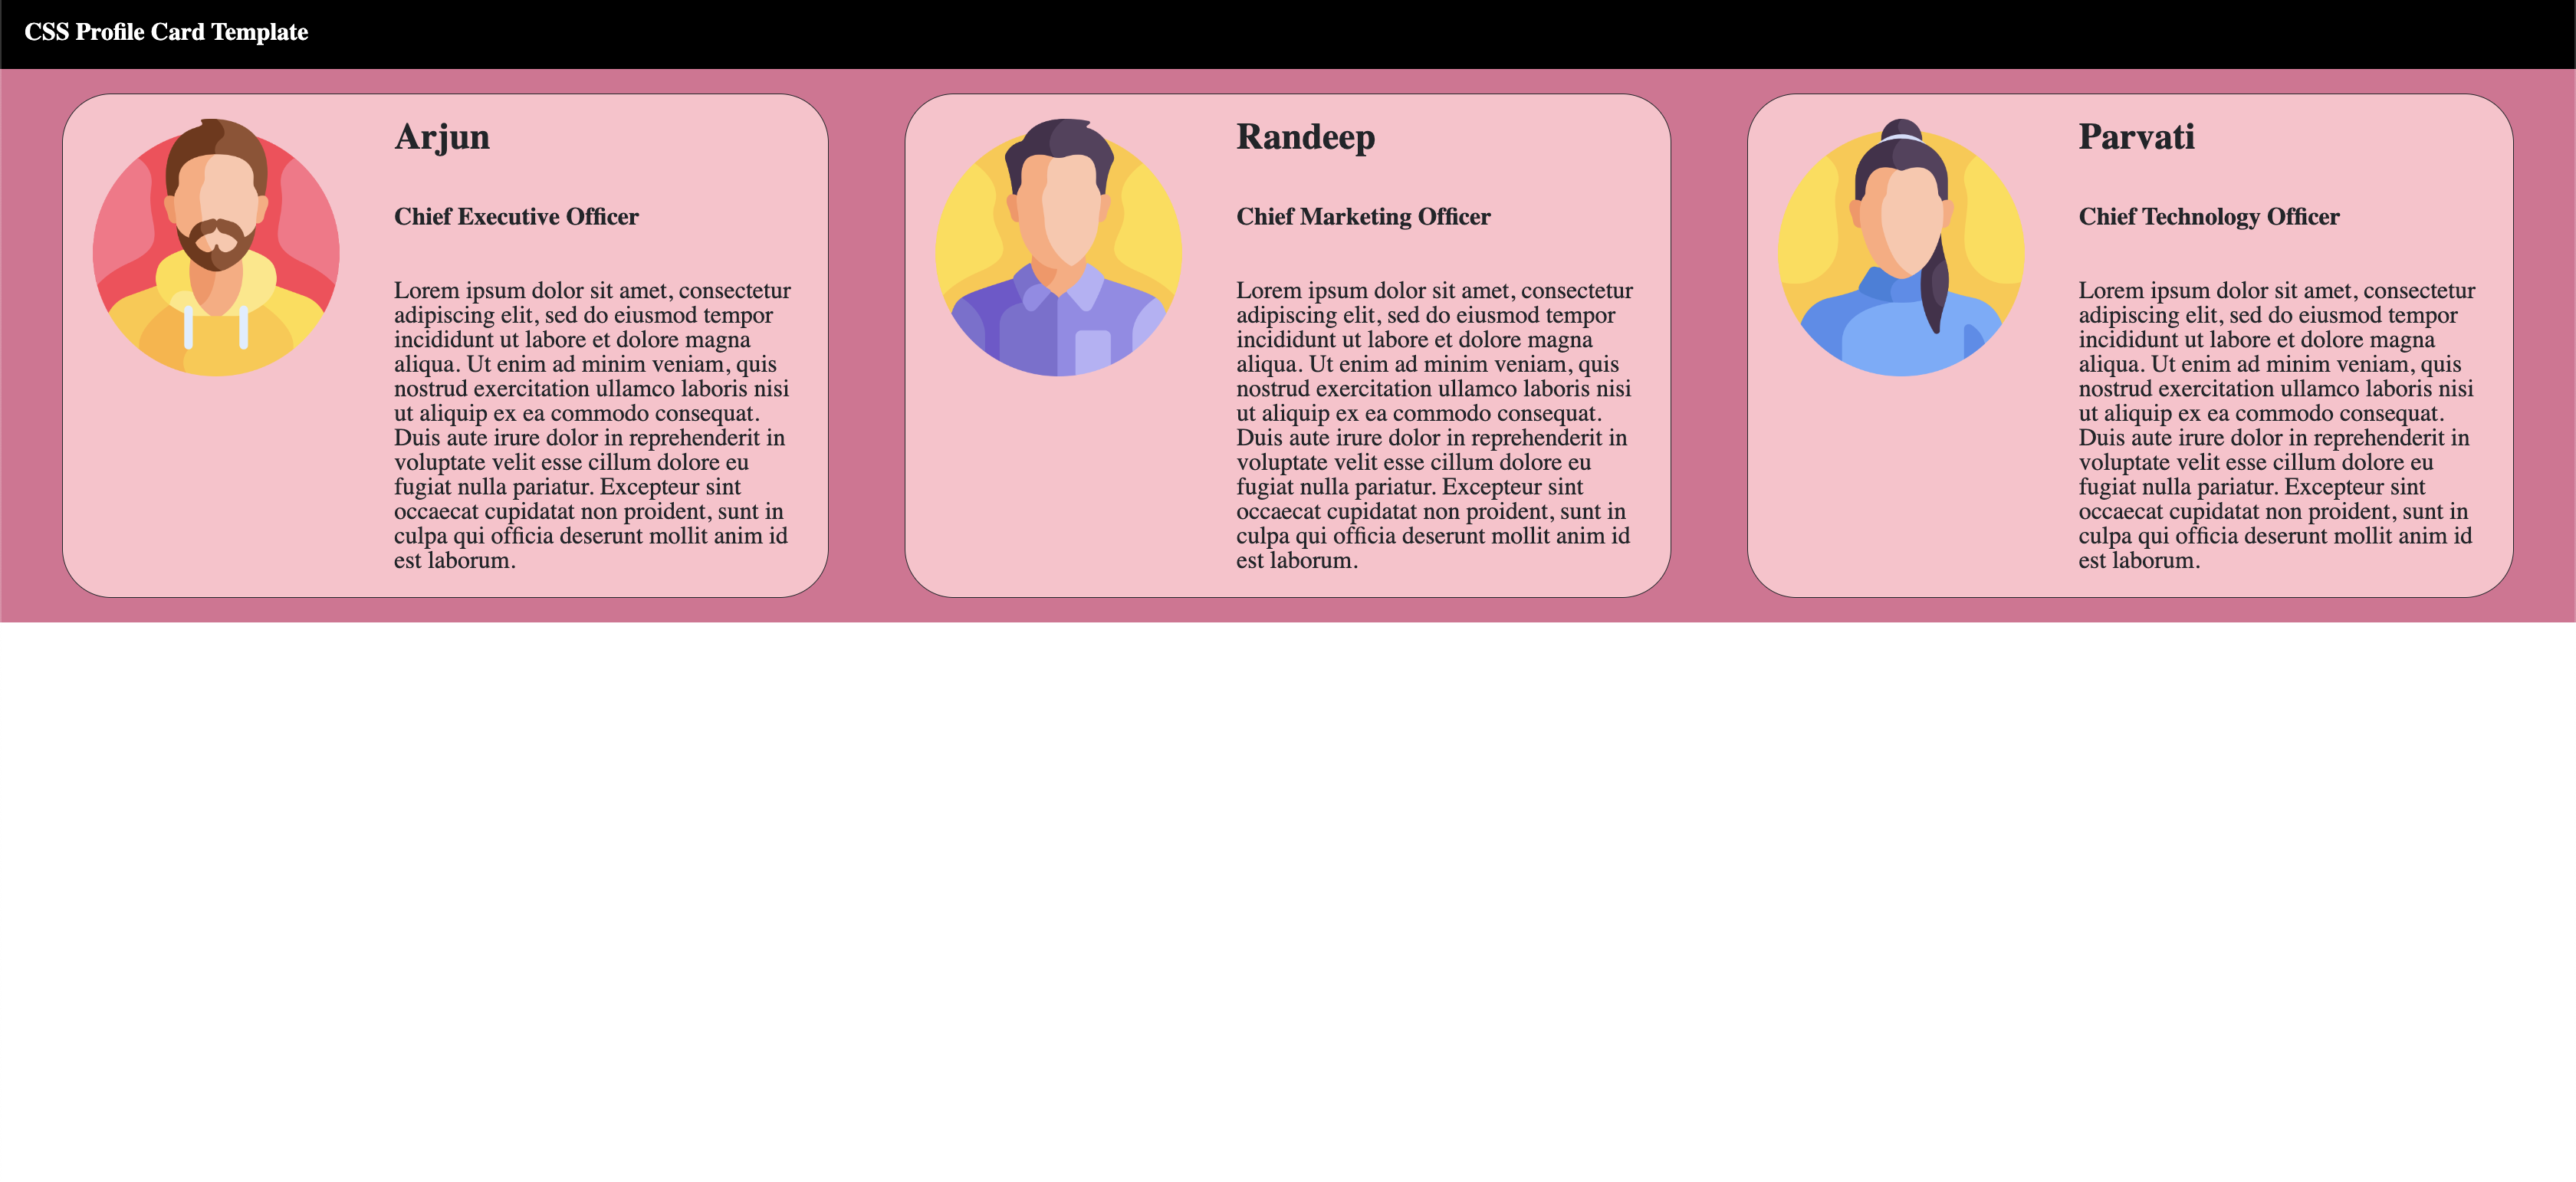 CSS Profile Card Template
Arjun
Chief Executive Officer
Lorem ipsum dolor sit amet, consectetur
adipiscing elit, sed do eiusmod tempor
incididunt ut labore et dolore magna
aliqua. Ut enim ad minim veniam, quis
nostrud exercitation ullamco laboris nisi
ut aliquip ex ea commodo consequat.
Duis aute irure dolor in reprehenderit in
voluptate velit esse cillum dolore eu
fugiat nulla pariatur. Excepteur sint
occaecat cupidatat non proident, sunt in
culpa qui officia deserunt mollit anim id
est laborum.
Randeep
Chief Marketing Officer
Lorem ipsum dolor sit amet, consectetur
adipiscing elit, sed do eiusmod tempor
incididunt ut labore et dolore magna
aliqua. Ut enim ad minim veniam, quis
nostrud exercitation ullamco laboris nisi
ut aliquip ex ea commodo consequat.
Duis aute irure dolor in reprehenderit in
voluptate velit esse cillum dolore eu
fugiat nulla pariatur. Excepteur sint
occaecat cupidatat non proident, sunt in
culpa qui officia deserunt mollit anim id
est laborum.
Parvati
Chief Technology Officer
Lorem ipsum dolor sit amet, consectetur
adipiscing elit, sed do eiusmod tempor
incididunt ut labore et dolore magna
aliqua. Ut enim ad minim veniam, quis
nostrud exercitation ullamco laboris nisi
ut aliquip ex ea commodo consequat.
Duis aute irure dolor in reprehenderit in
voluptate velit esse cillum dolore eu
fugiat nulla pariatur. Excepteur sint
occaecat cupidatat non proident, sunt in
culpa qui officia deserunt mollit anim id
est laborum.